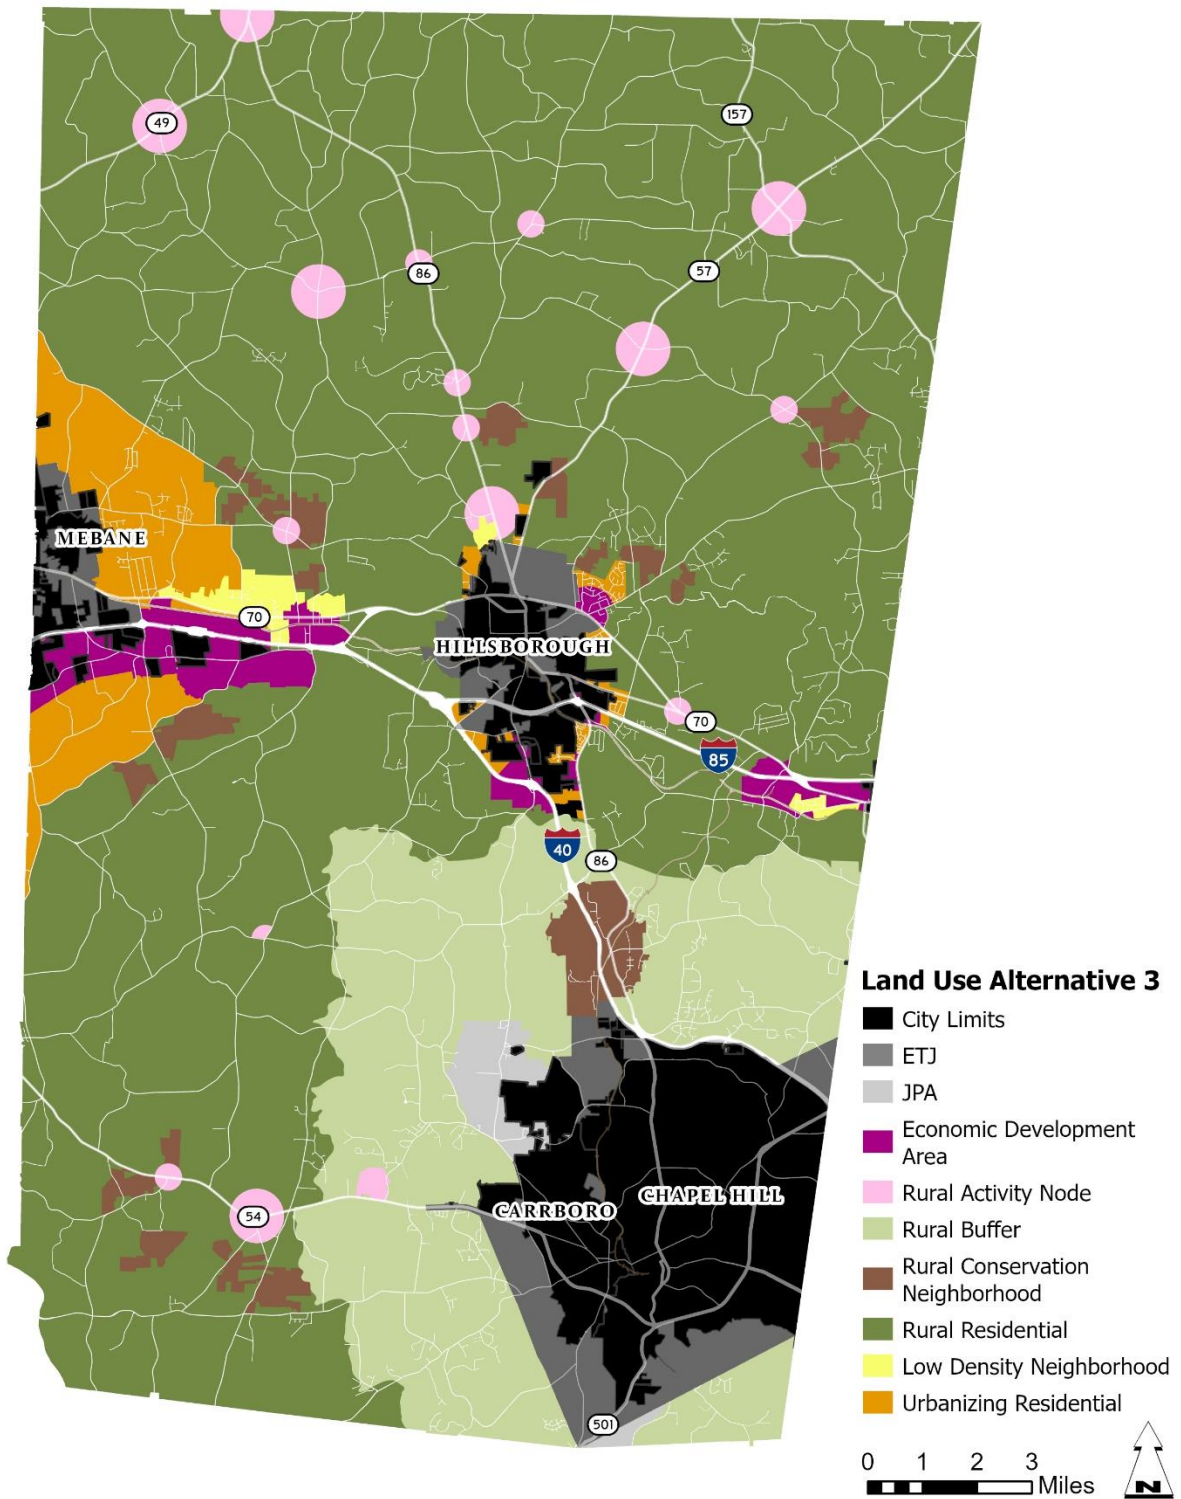 49
157
86
57
MEBANE
70
HILLSBOROUGH
70
85
40
86
54
CARRBORO
CHAPEL HILL
501
Land Use Alternative 3
City Limits
ETJ
JPA
Economic Development
Area
Rural Activity Node
Rural Buffer
Rural Conservation
Neighborhood
Rural Residential
Low Density Neighborhood
Urbanizing Residential
0 1 2 3
Miles
N